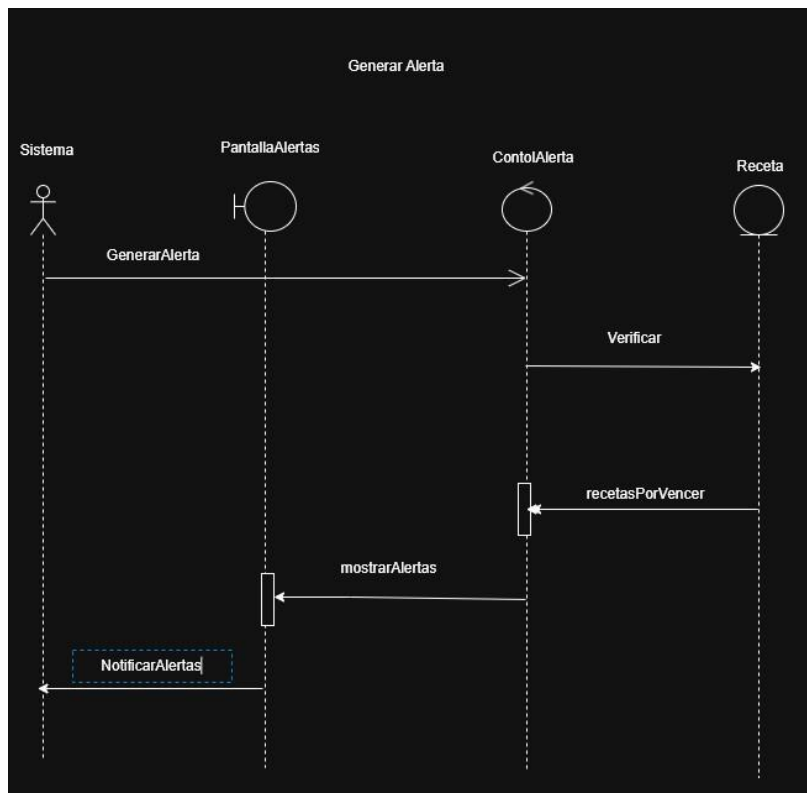 Generar Alerta
Sistema
PantallaAlertas
ContolAlerta
Receta
GenerarAlerta
Verificar
recetasPorVencer
mostrarAlertas
NotificarAlertas